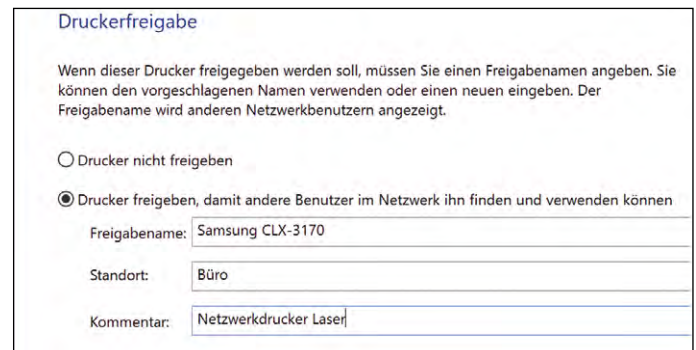 Druckerfreigabe
Wenn dieser Drucker freigegeben werden soll, müssen Sie einen Freigabenamen angeben. Sie
können den vorgeschlagenen Namen verwenden oder einen neuen eingeben. Der
Freigabename wird anderen Netzwerkbenutzern angezeigt.
Drucker nicht freigeben
Drucker freigeben, damit andere Benutzer im Netzwerk ihn finden und verwenden können
Freigabename: Samsung CLX-3170
Standort: Büro
Kommentar: Netzwerkdrucker Laser